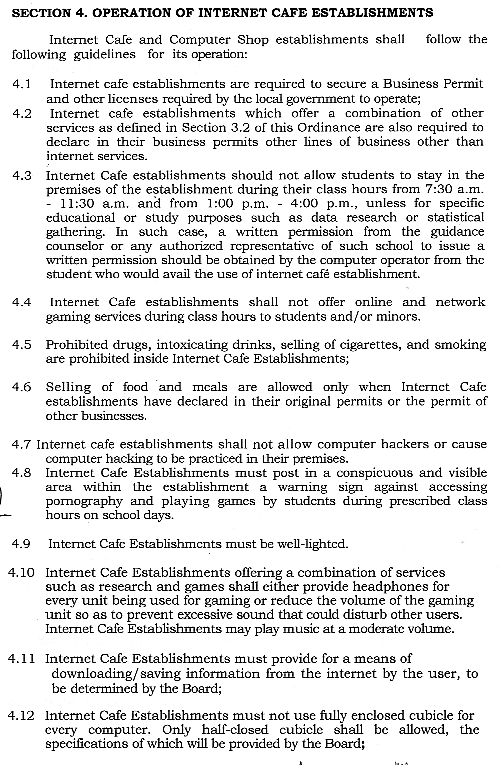 SECTION 4. OPERATION OF INTERNET CAFE ESTABLISHMENTS
Internet Cafe and Computer Shop establishments shall follow the
following guidelines for its operation:
4.1 Internet cafe establishments are required to secure a Business Permit
and other licenses required by the local government to operate;
4.2 Internet cafe establishments which offer a combination of other
services as defined in Section 3.2 of this Ordinance are also required to
declare in their business permits other lines of business other than
internet services.
4.3 Internet Cafe establishments should not allow students to stay in the
premises of the establishment during their class hours from 7:30 a.m.
- 11:30 a.m. and from 1:00 p.m. - 4:00 p.m., unless for specific
educational or study purposes such as data research or statistical
gathering. In such case, a written permission from the guidance
counselor or any authorized representative of such school to issue a
written permission should be obtained by the computer operator from the
student who would avail the use of internet café establishment.
4.4 Internet Cafe establishments shall not offer online and network
gaming services during class hours to students and/or minors.
4.5 Prohibited drugs, intoxicating drinks, selling of cigarettes, and smoking
are prohibited inside Internet Cafe Establishments;
4.6 Selling of food and meals are allowed only when Internet Cafe
establishments have declared in their original permits or the permit of
other businesses.
4.7 Internet cafe establishments shall not allow computer hackers or cause
computer hacking to be practiced in their premises.
4.8 Internet Cafe Establishments must post in a conspicuous and visible
area within the establishment a warning sign against accessing
pornography and playing games by students during prescribed class
hours on school days.
4.9 Internet Cafe Establishments must be well-lighted.
4.10 Internet Cafe Establishments offering a combination of services
such as research and games shall either provide headphones for
every unit being used for gaming or reduce the volume of the gaming
unit so as to prevent excessive sound that could disturb other users.
Internet Cafe Establishments may play music at a moderate volume.
4.11 Internet Cafe Establishments must provide for a means of
downloading/saving information from the internet by the user, to
be determined by the Board;
4.12 Internet Cafe Establishments must not use fully enclosed cubicle for
every computer. Only half-closed cubicle shall be allowed, the
specifications of which will be provided by the Board;